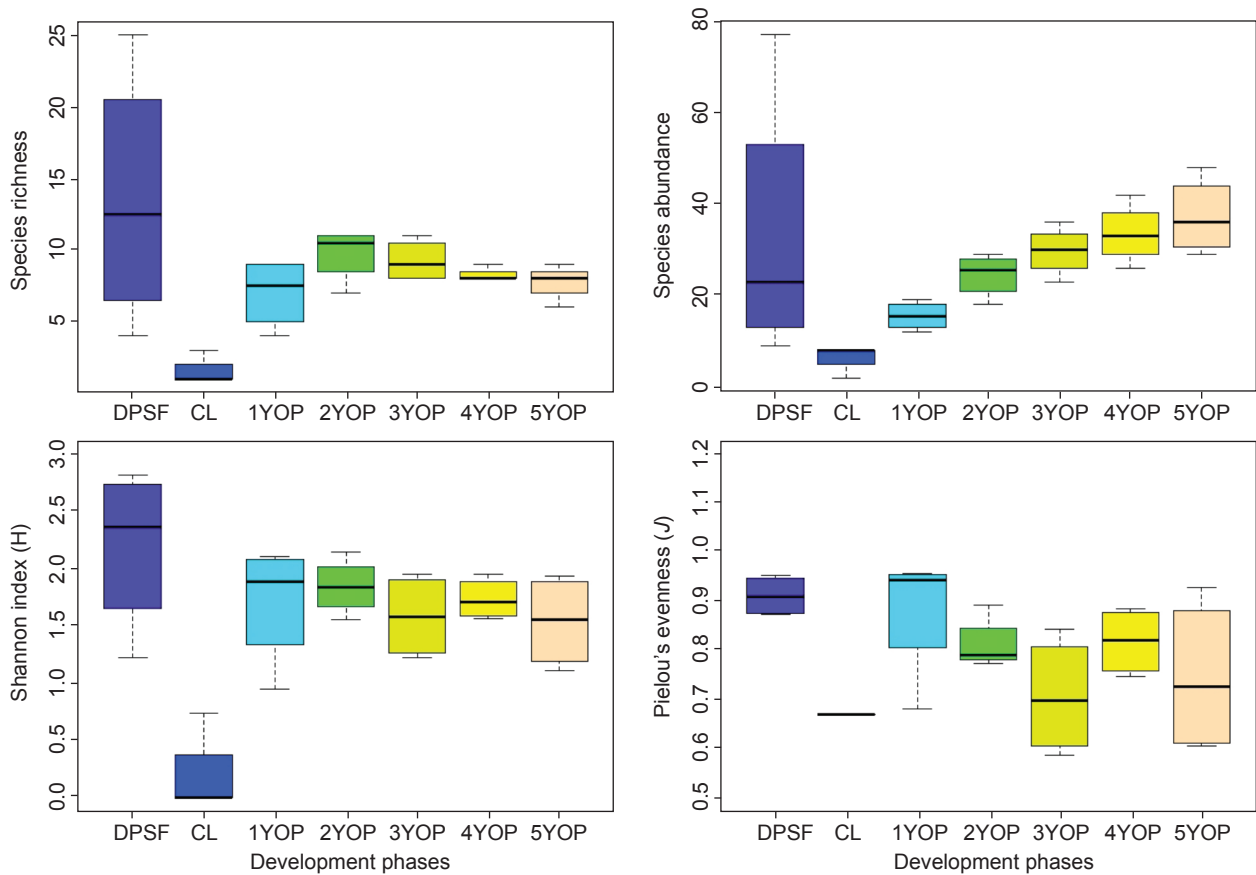 Species richness
25
20
15
10
5
DPSF CL 1YOP 2YOP 3YOP 4YOP 5YOP
Species abundance
80
60
40
20
0
DPSF CL 1YOP 2YOP 3YOP 4YOP 5YOP
Shannon index (H)
3.0
2.5
2.0
1.5
1.0
0.5
0.0
DPSF CL 1YOP 2YOP 3YOP 4YOP 5YOP
Development phases
Pielou's evenness (J)
1.2
1.1
1.0
0.9
0.8
0.7
0.6
0.5
DPSF CL 1YOP 2YOP 3YOP 4YOP 5YOP
Development phases